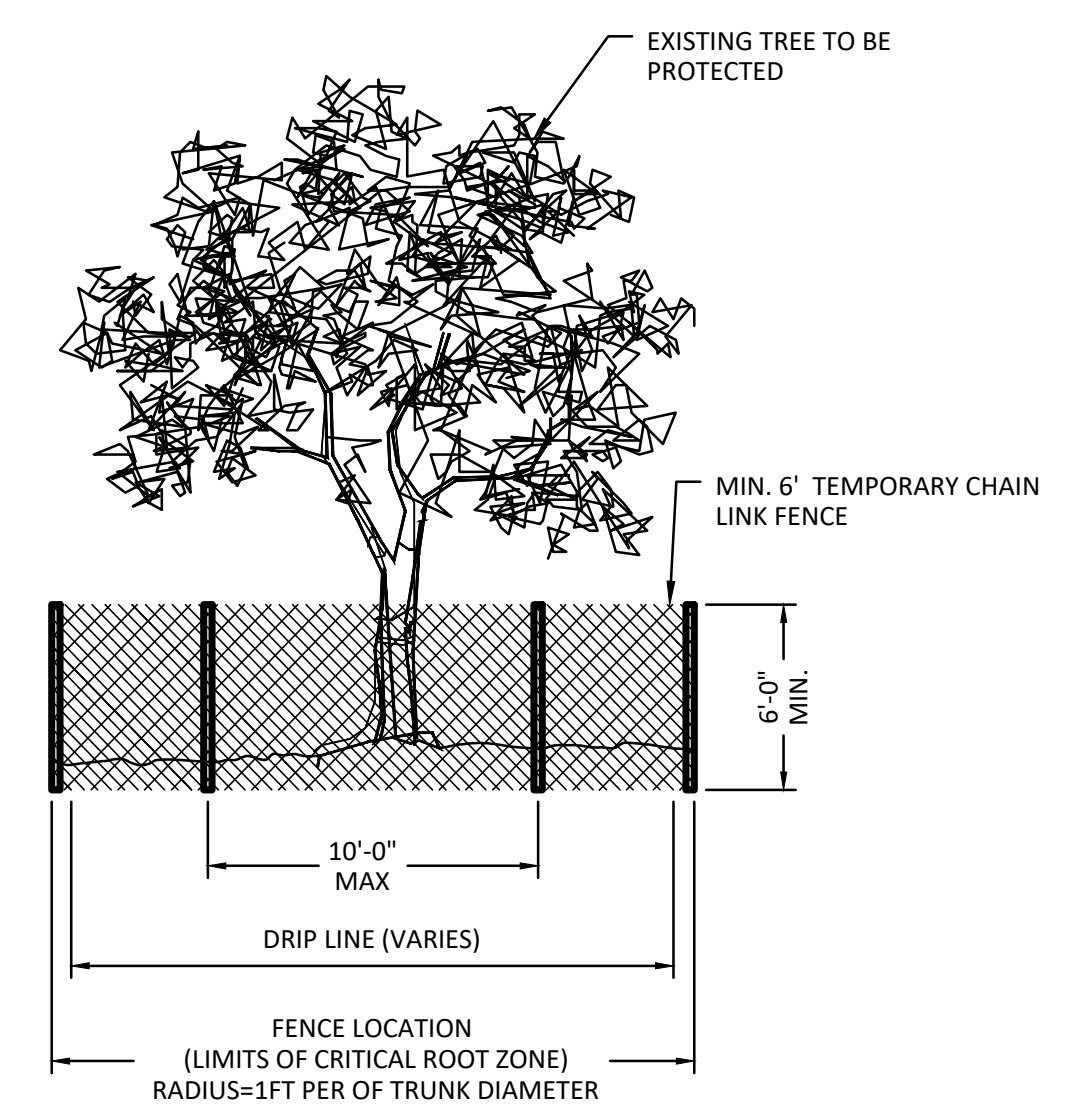 EXISTING TREE TO BE
PROTECTED
MIN. 6' TEMPORARY CHAIN
LINK FENCE
6'-0"
MIN.
10'-0"
MAX
DRIP LINE (VARIES)
FENCE LOCATION
(LIMITS OF CRITICAL ROOT ZONE)
RADIUS=1FT PER OF TRUNK DIAMETER